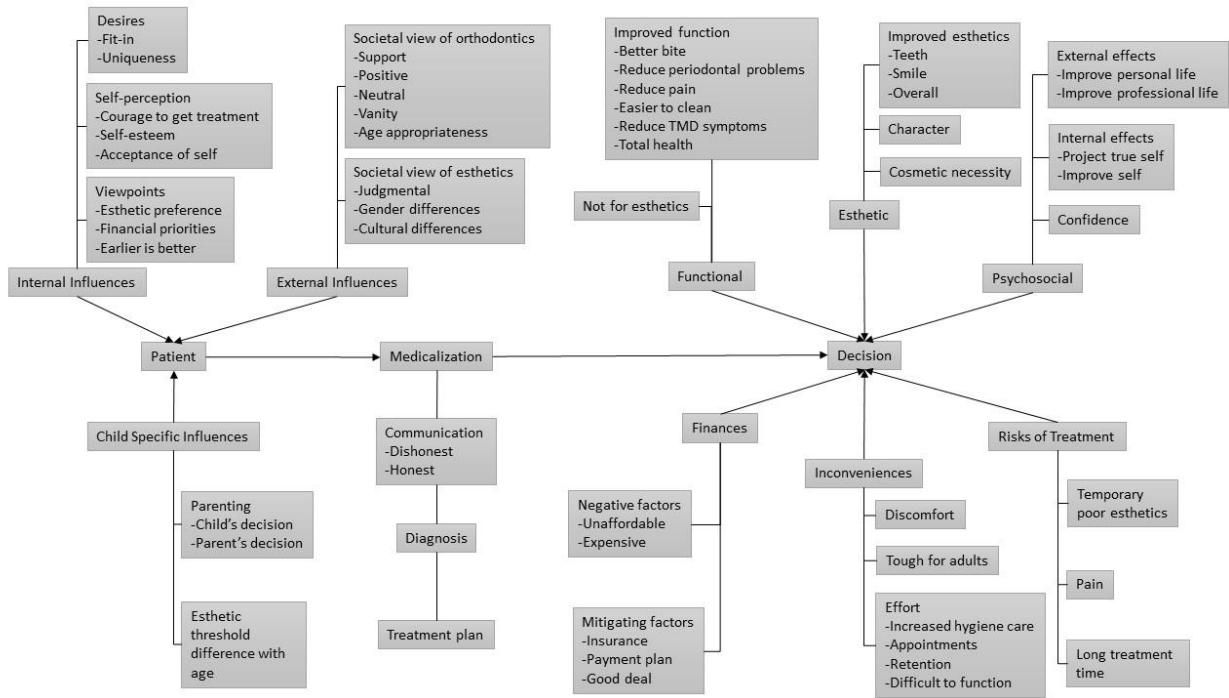 Desires
-Fit-in
-Uniqueness
Self-perception
-Courage to get treatment
-Self-esteem
-Acceptance of self
Viewpoints
-Esthetic preference
-Financial priorities
-Earlier is better
Internal Influences
Societal view of orthodontics
-Support
-Positive
-Neutral
-Vanity
-Age appropriateness
Societal view of esthetics
-Judgmental
-Gender differences
-Cultural differences
External Influences
Improved function
-Better bite
-Reduce periodontal problems
-Reduce pain
-Easier to clean
-Reduce TMD symptoms
-Total health
Not for esthetics
Functional
Improved esthetics
-Teeth
-Smile
-Overall
Character
Cosmetic necessity
Esthetic
External effects
-Improve personal life
-Improve professional life
Internal effects
-Project true self
-Improve self
Confidence
Psychosocial
Patient
Medicalization
Decision
Child Specific Influences
Parenting
-Child’s decision
-Parent’s decision
Esthetic
threshold
difference with
age
Communication
-Dishonest
-Honest
Diagnosis
Treatment plan
Finances
Negative factors
-Unaffordable
-Expensive
Mitigating factors
-Insurance
-Payment plan
-Good deal
Inconveniences
Discomfort
Tough for adults
Effort
-Increased hygiene care
-Appointments
-Retention
-Difficult to function
Risks of Treatment
Temporary
poor esthetics
Pain
Long treatment
time